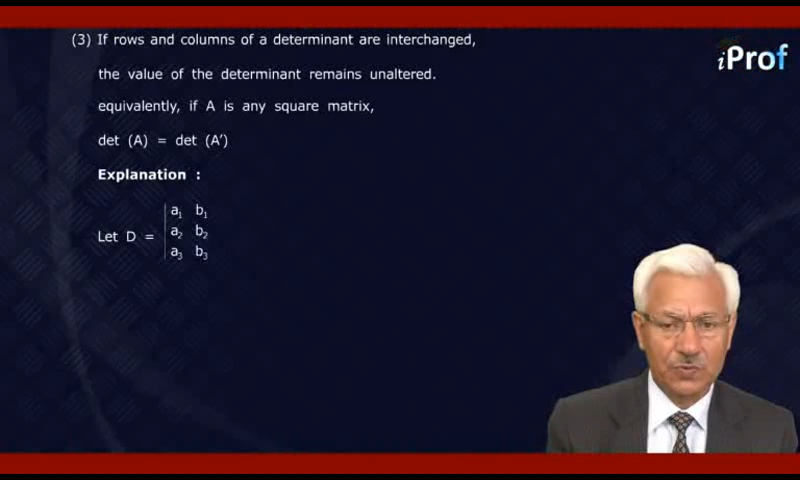 (3) If rows and columns of a determinant are interchanged,
iProf
the value of the determinant remains unaltered.
equivalently, if A is any square matrix,
det (A) = det (A′)
Explanation :
a₁ b₁
Let D = a₂ b₂
a₃ b₃